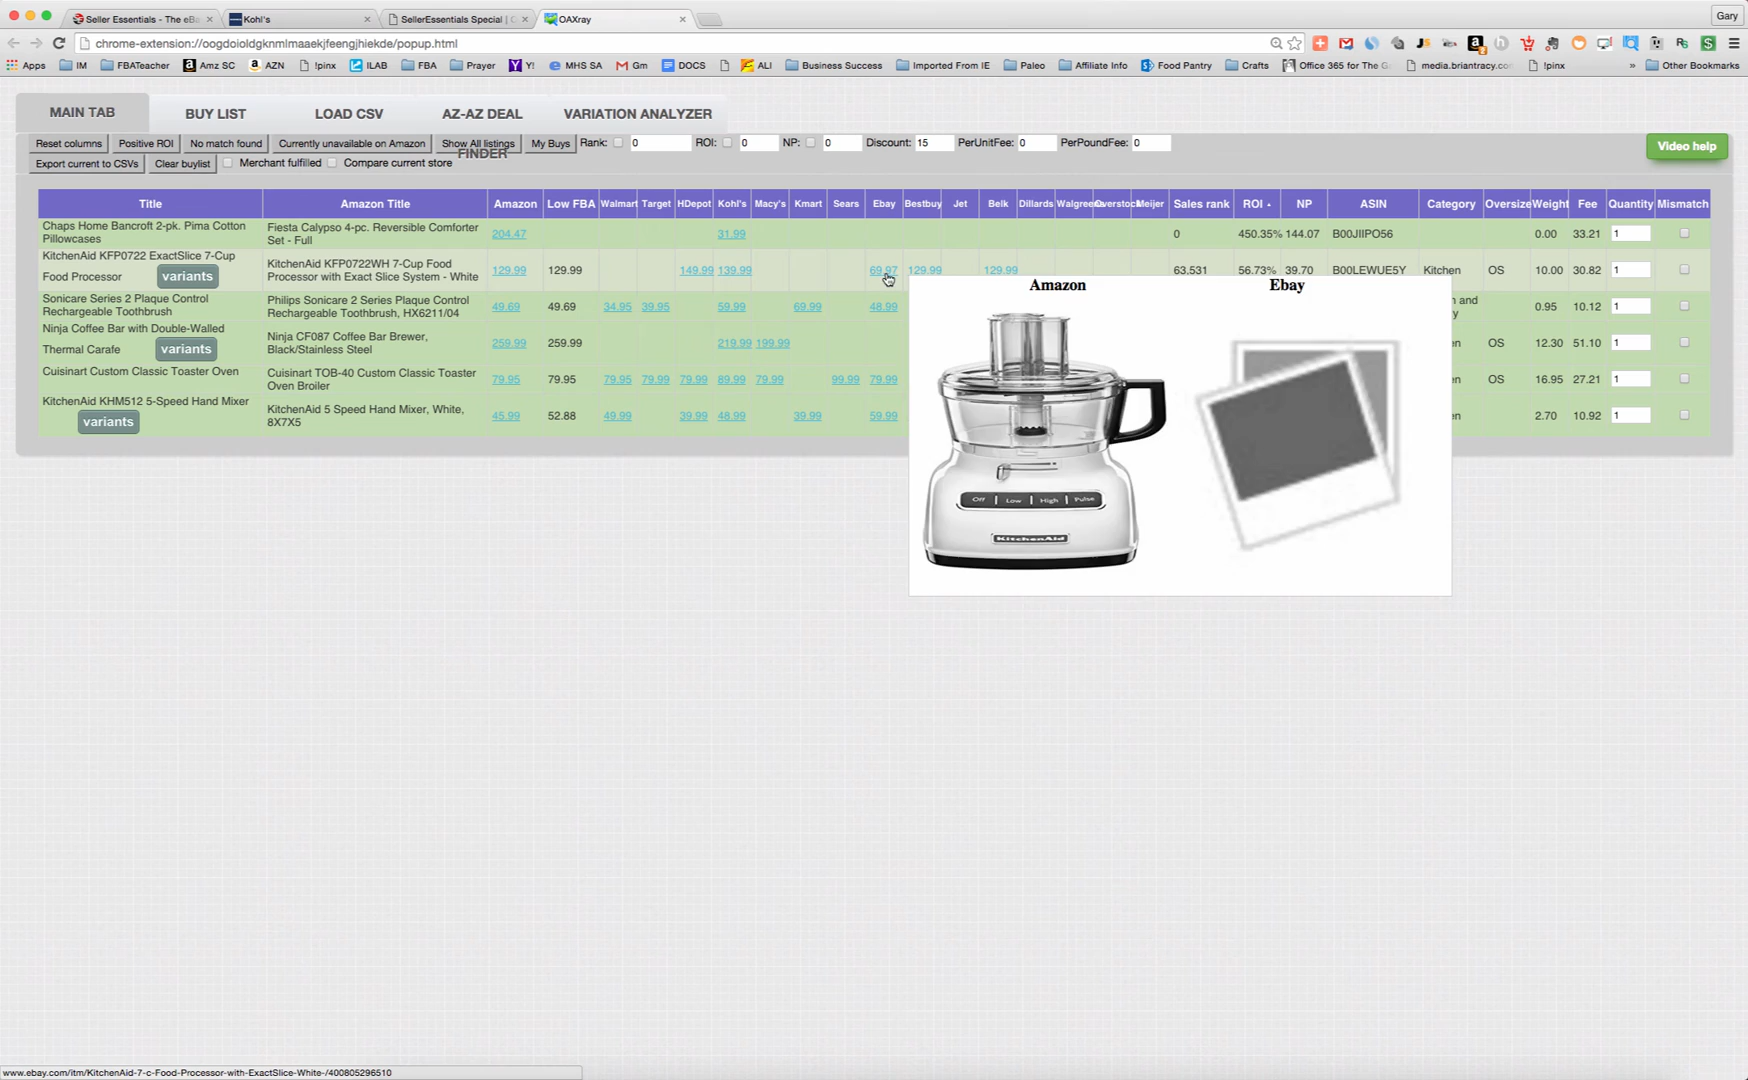 Seller Essentials - The eBa
Kohl's
SellerEssentials Special | C
OAXray
Gary
chrome-extension://oogdoioldgknmlmaaekjfeengjhiekde/popup.html
Apps
IM
FBATeacher
Amz SC
AZN
!pinx
ILAB
FBA
Prayer
Y!
MHS SA
Gm
DOCS
ALI
Business Success
Imported From IE
Paleo
Affiliate Info
Food Pantry
Crafts
Office 365 for The G
media.briantracy.co
!pinx
»
Other Bookmarks
MAIN TAB
BUY LIST
LOAD CSV
AZ-AZ DEAL
FINDER
VARIATION ANALYZER
Reset columns
Positive ROI
No match found
Currently unavailable on Amazon
Show All listings
My Buys
Rank: 0
ROI: 0
NP: 0
Discount: 15
PerUnitFee: 0
PerPoundFee: 0
Video help
Export current to CSVs
Clear buylist
Merchant fulfilled
Compare current store
Title Amazon Title Amazon Low FBA Walmart Target HDepot Kohl's Macy's Kmart Sears Ebay Bestbuy Jet Belk Dillards Walgreens Overstock Meijer Sales rank ROI NP ASIN Category Oversize Weight Fee Quantity Mismatch
Chaps Home Bancroft 2-pk. Pima Cotton
Pillowcases
Fiesta Calypso 4-pc. Reversible Comforter
Set - Full
204.47 31.99 0 450.35% 144.07 B00JIIPO56 0.00 33.21 1
KitchenAid KFP0722 ExactSlice 7-Cup
Food Processor
variants
KitchenAid KFP0722WH 7-Cup Food
Processor with Exact Slice System - White
129.99 129.99 149.99 139.99 69.97 129.99 129.99 63,531 56.73% 39.70 B00LEWUE5Y Kitchen OS 10.00 30.82 1
Sonicare Series 2 Plaque Control
Rechargeable Toothbrush
Philips Sonicare 2 Series Plaque Control
Rechargeable Toothbrush, HX6211/04
49.69 49.69 34.95 39.95 59.99 69.99 48.99
n and
y
0.95 10.12 1
Ninja Coffee Bar with Double-Walled
Thermal Carafe
variants
Ninja CF087 Coffee Bar Brewer,
Black/Stainless Steel
259.99 259.99 219.99 199.99 en OS 12.30 51.10 1
Cuisinart Custom Classic Toaster Oven
Cuisinart TOB-40 Custom Classic Toaster
Oven Broiler
79.95 79.95 79.95 79.99 79.99 89.99 79.99 99.99 79.99 en OS 16.95 27.21 1
KitchenAid KHM512 5-Speed Hand Mixer
variants
KitchenAid 5 Speed Hand Mixer, White,
8X7X5
45.99 52.88 49.99 39.99 48.99 39.99 59.99 en 2.70 10.92 1
Amazon
Ebay
Off
Low
High
Pulse
KitchenAid
www.ebay.com/itm/KitchenAid-7-c-Food-Processor-with-ExactSlice-White-/400805296510